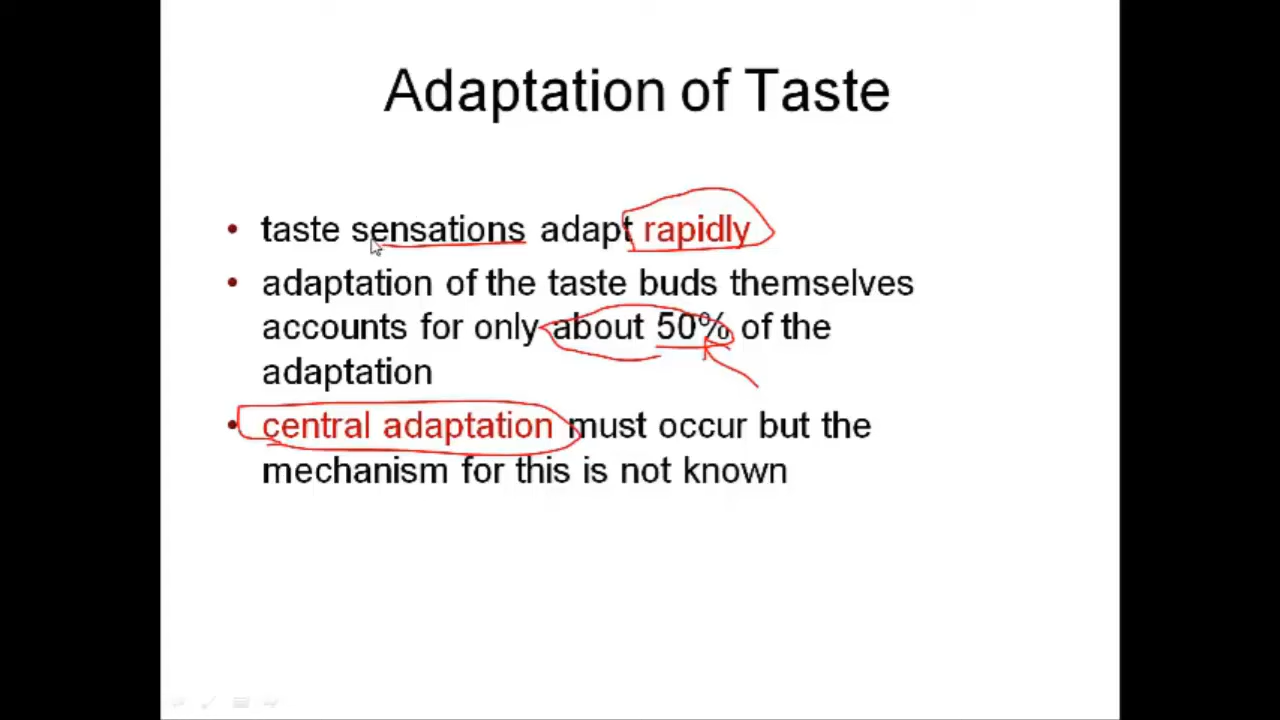 Adaptation of Taste
• taste sensations adapt rapidly
• adaptation of the taste buds themselves
accounts for only about 50% of the
adaptation
• central adaptation must occur but the
mechanism for this is not known